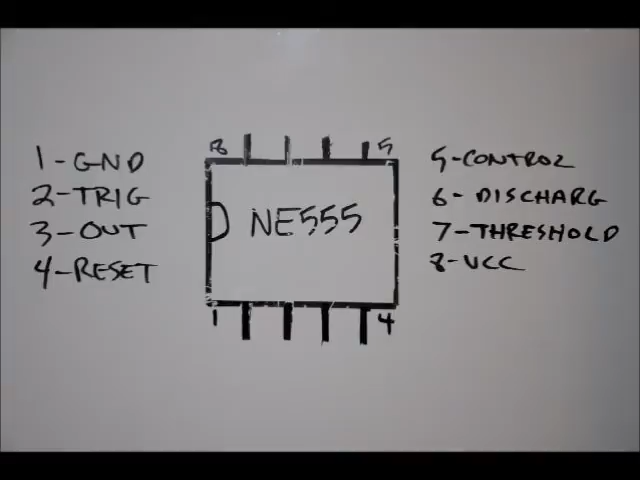 8 5
1-GND
2-TRIG
3-OUT
4-RESET
NE555
1 4
5-CONTROL
6-DISCHARG
7-THRESHOLD
8-VCC